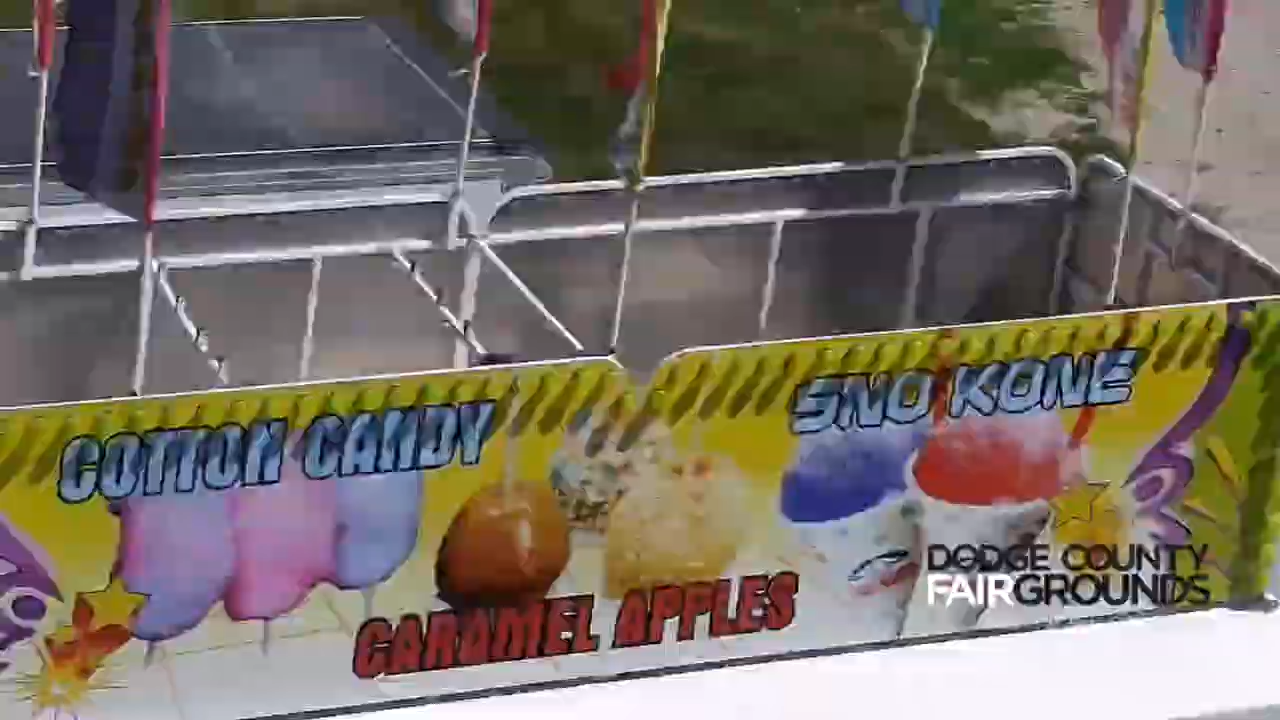 COTTON CANDY
SNO KONE
CARAMEL APPLES
DODGE COUNTY
FAIRGROUNDS